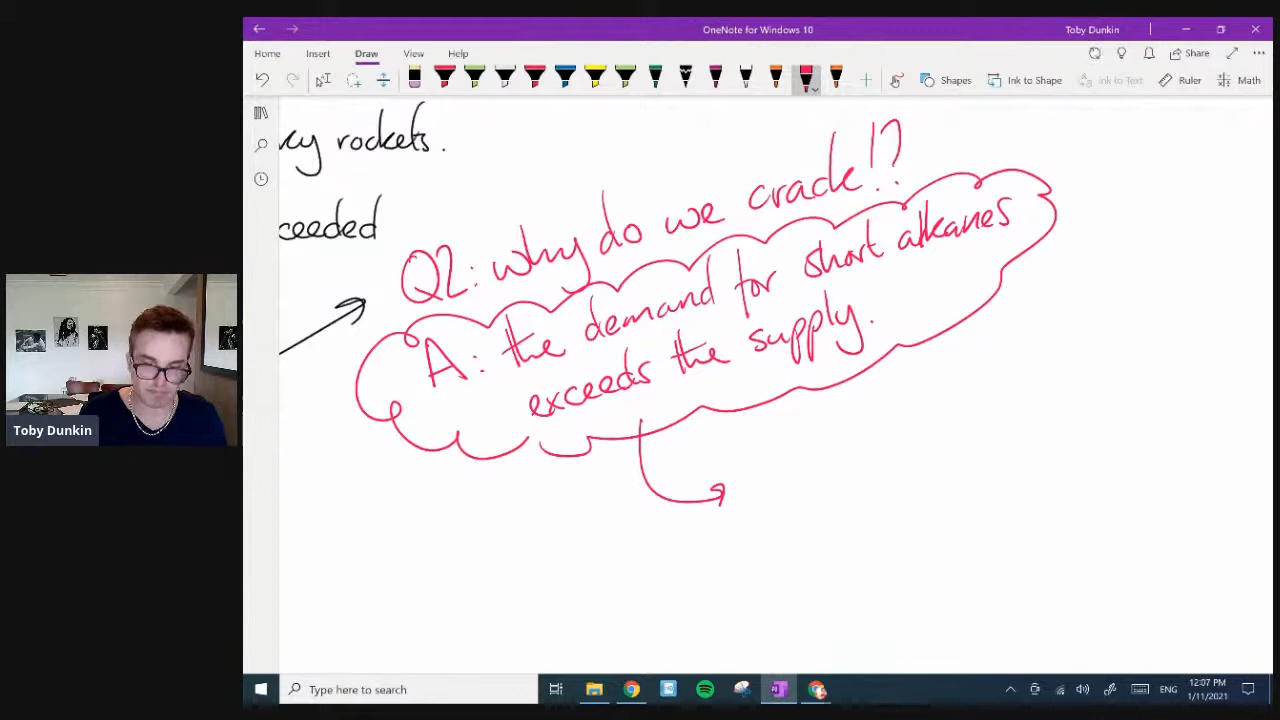 OneNote for Windows 10
Toby Dunkin
Home Insert Draw View Help
Share
Shapes
Ink to Shape
Ink to Text
Ruler
Math
rockets.
ceeded
Q2: why do we crack!?
A: the demand for short alkanes
exceeds the supply.
Toby Dunkin
Type here to search
ENG
12:07 PM
1/11/2021